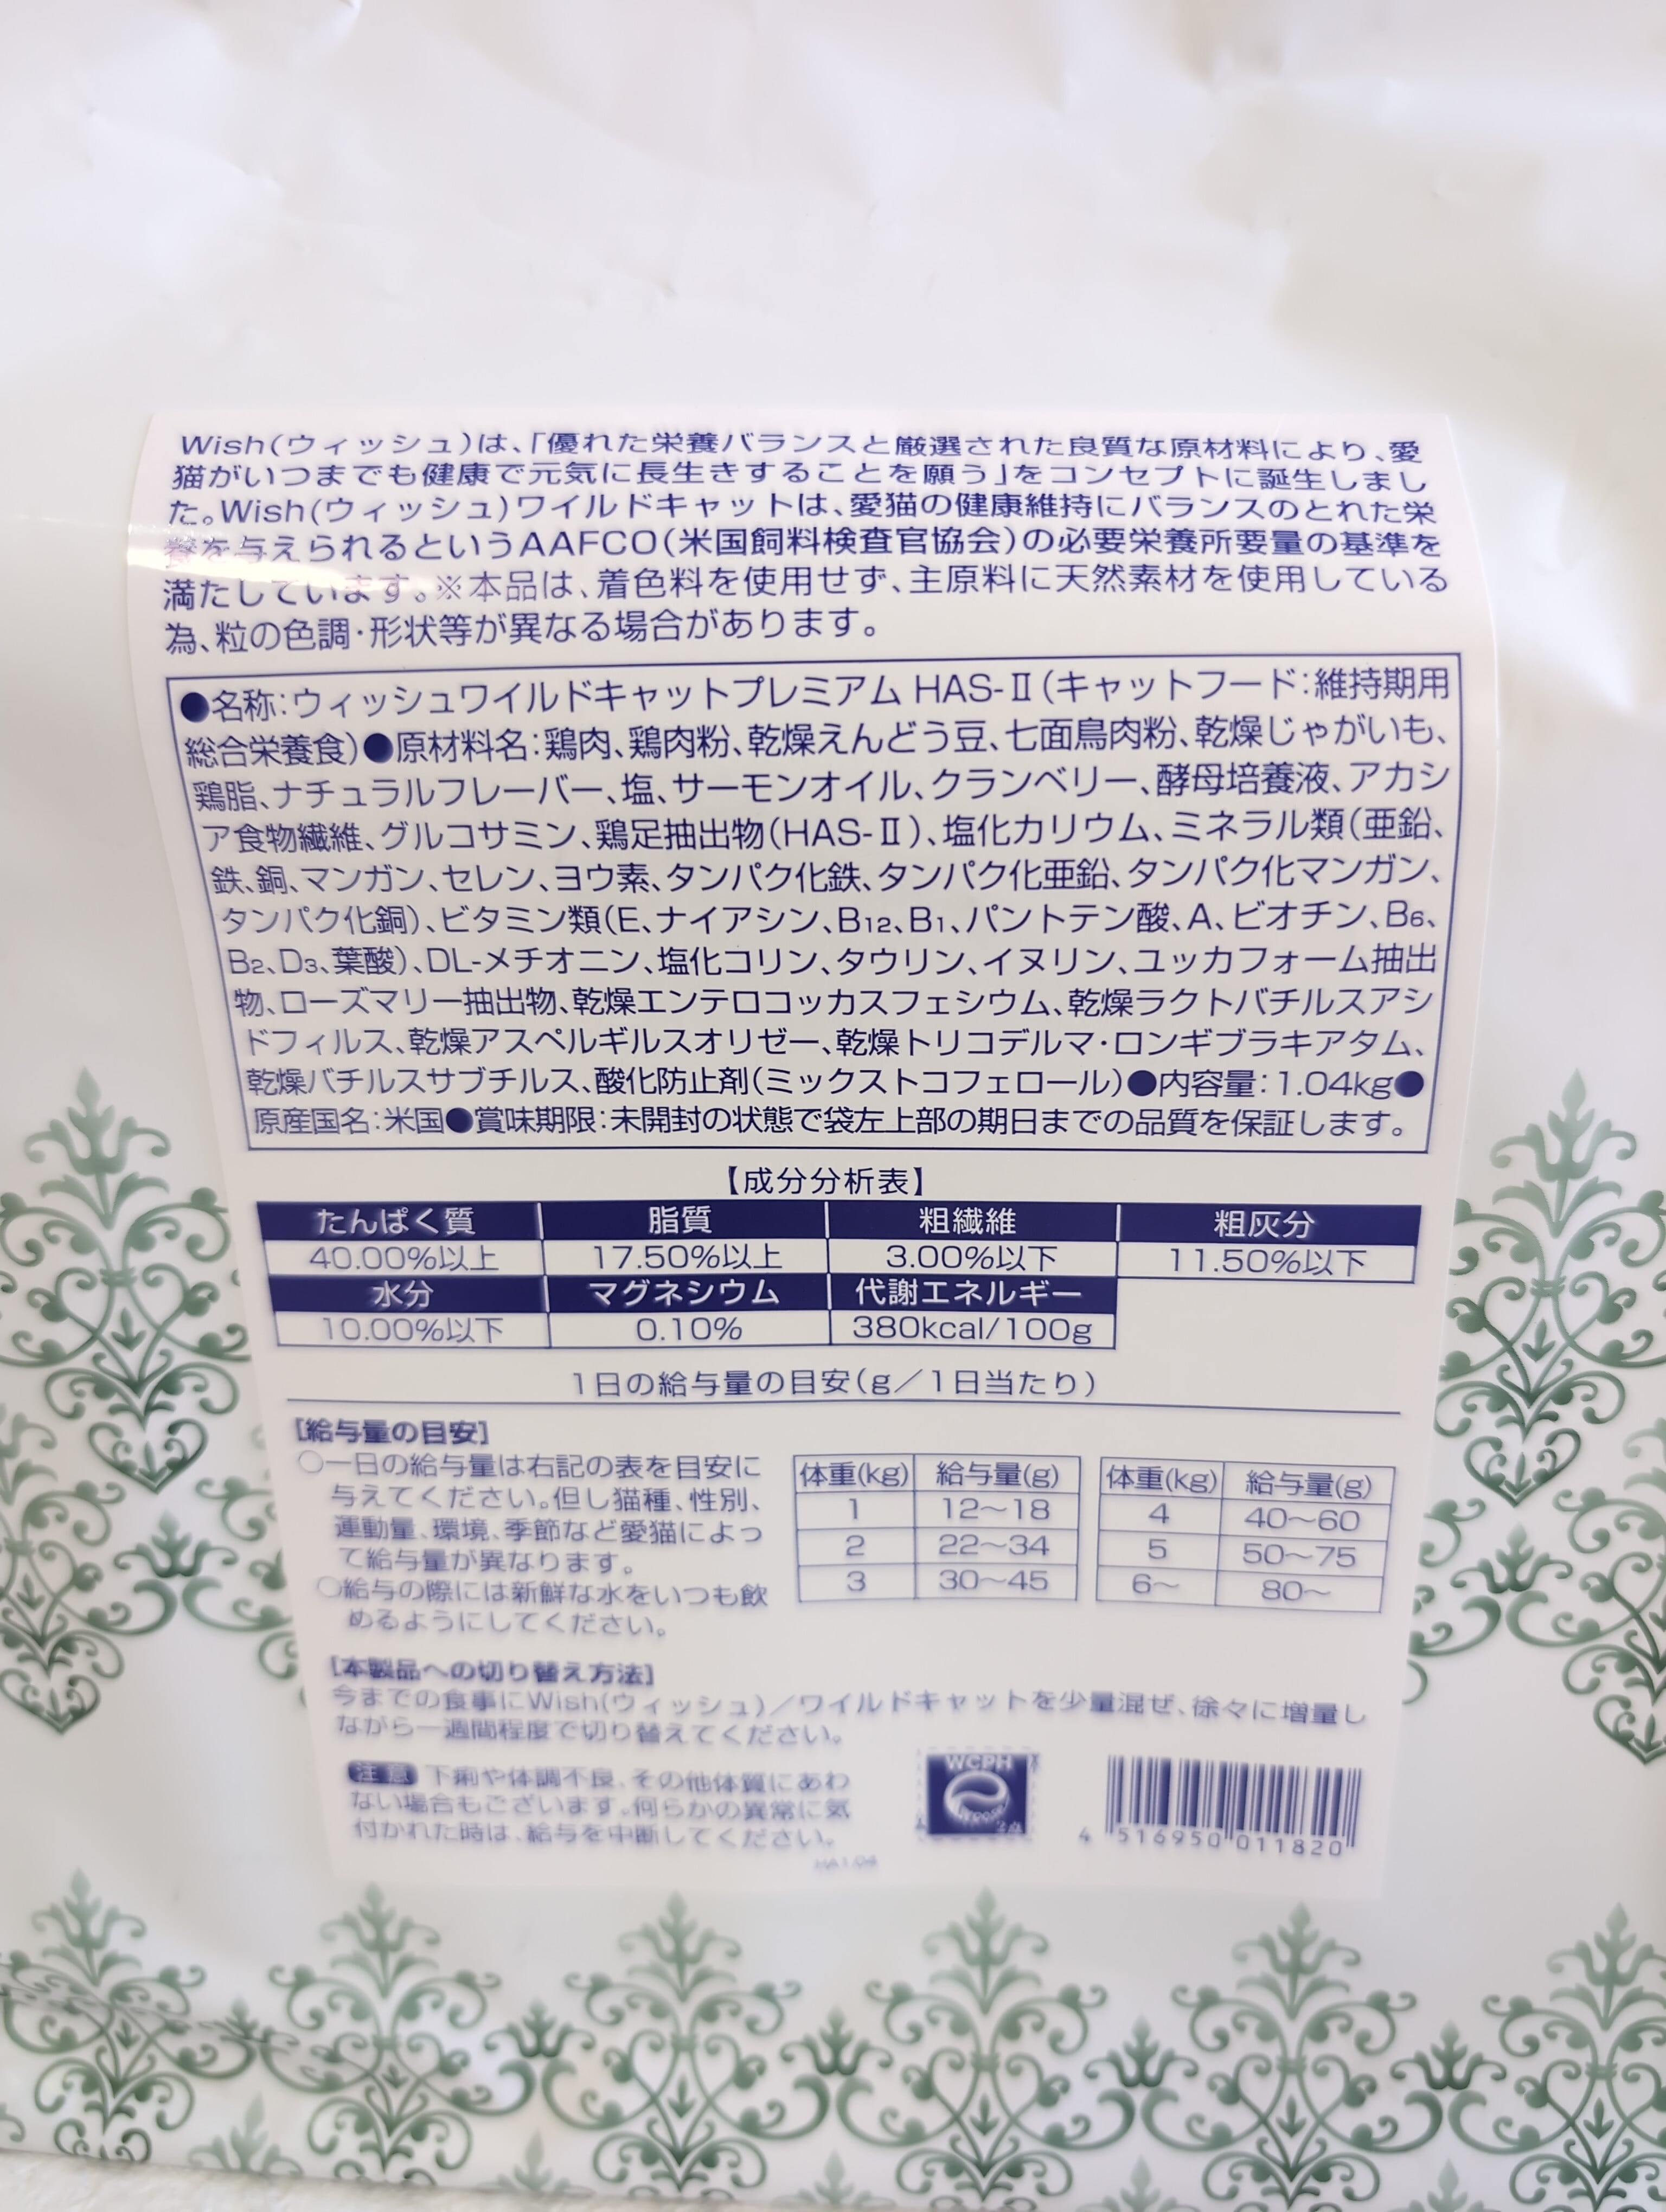 Wish(ウィッシュ)は、「優れた栄養バランスと厳選された良質な原材料により、愛
猫がいつまでも健康で元気に長生きすることを願う」をコンセプトに誕生しまし
た。Wish(ウィッシュ)ワイルドキャットは、愛猫の健康維持にバランスのとれた栄
養を与えられるというAAFCO(米国飼料検査官協会)の必要栄養所要量の基準を
満たしています。※本品は、着色料を使用せず、主原料に天然素材を使用している
為、粒の色調・形状等が異なる場合があります。
●名称:ウィッシュワイルドキャットプレミアム HAS-Ⅱ(キャットフード:維持期用
総合栄養食)●原材料名:鶏肉、鶏肉粉、乾燥えんどう豆、七面鳥肉粉、乾燥じゃがいも、
鶏脂、ナチュラルフレーバー、塩、サーモンオイル、クランベリー、酵母培養液、アカシ
ア食物繊維、グルコサミン、鶏足抽出物(HAS-Ⅱ)、塩化カリウム、ミネラル類(亜鉛、
鉄、銅、マンガン、セレン、ヨウ素、タンパク化鉄、タンパク化亜鉛、タンパク化マンガン、
タンパク化銅)、ビタミン類(E、ナイアシン、B12、B1、パントテン酸、A、ビオチン、B6、
B2、D3、葉酸)、DL-メチオニン、塩化コリン、タウリン、イヌリン、ユッカフォーム抽出
物、ローズマリー抽出物、乾燥エンテロコッカスフェシウム、乾燥ラクトバチルスアシ
ドフィルス、乾燥アスペルギルスオリゼー、乾燥トリコデルマ・ロンギブラキアタム、
乾燥バチルスサブチルス、酸化防止剤(ミックストコフェロール)●内容量:1.04kg●
原産国名:米国●賞味期限:未開封の状態で袋左上部の期日までの品質を保証します。
【成分分析表】
たんぱく質 脂質 粗繊維 粗灰分
40.00%以上 17.50%以上 3.00%以下 11.50%以下
水分 マグネシウム 代謝エネルギー
10.00%以下 0.10% 380kcal/100g
1日の給与量の目安(g/1日当たり)
[給与量の目安]
○一日の給与量は右記の表を目安に
与えてください。但し猫種、性別、
運動量、環境、季節など愛猫によっ
て給与量が異なります。
○給与の際には新鮮な水をいつも飲
めるようにしてください。
体重(kg) 給与量(g)
1 12〜18
2 22〜34
3 30〜45
体重(kg) 給与量(g)
4 40〜60
5 50〜75
6〜 80〜
[本製品への切り替え方法]
今までの食事にWish(ウィッシュ)/ワイルドキャットを少量混ぜ、徐々に増量し
ながら一週間程度で切り替えてください。
注意 下痢や体調不良、その他体質にあわ
ない場合もございます。何らかの異常に気
付かれた時は、給与を中断してください。
WCPH
4 516950 011820